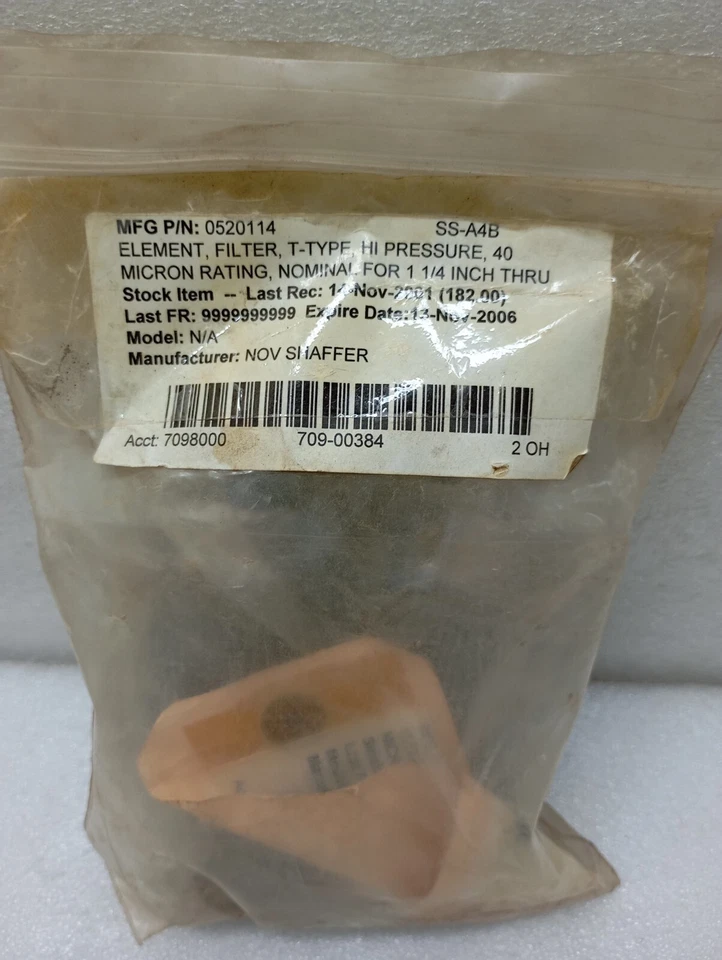 MFG P/N: 0520114 SS-A4B
ELEMENT, FILTER, T-TYPE, HI PRESSURE, 40
MICRON RATING, NOMINAL FOR 1 1/4 INCH THRU
Stock Item -- Last Rec: 14-Nov-2001 (182.00)
Last FR: 9999999999 Expire Date: 13-Nov-2006
Model: N/A
Manufacturer: NOV SHAFFER
Acct: 7098000 709-00384 2 OH